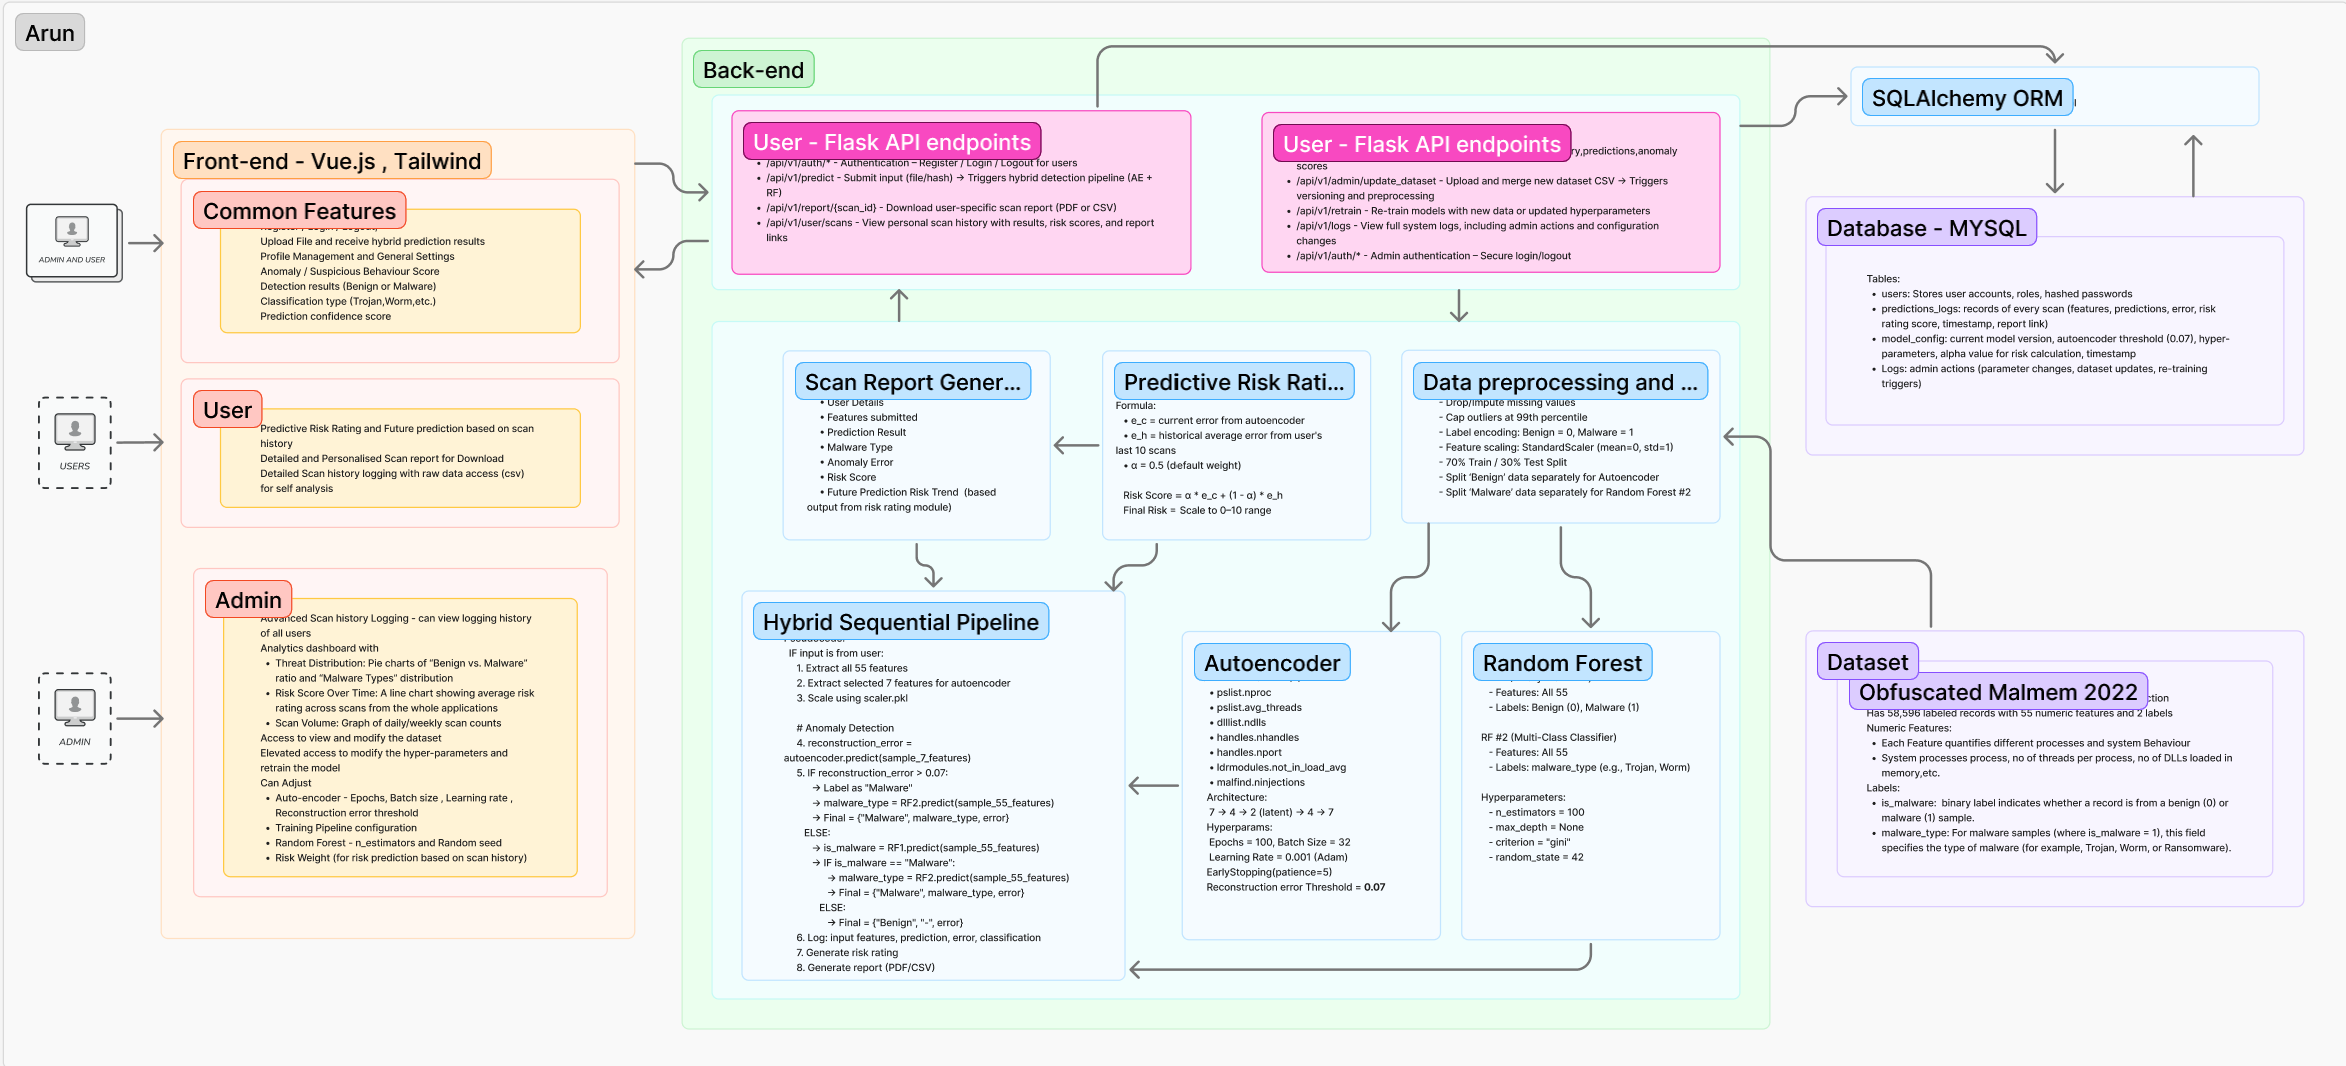 Arun
ADMIN AND USER
USERS
ADMIN
Front-end - Vue.js , Tailwind
Common Features
Upload File and receive hybrid prediction results
Profile Management and General Settings
Anomaly / Suspicious Behaviour Score
Detection results (Benign or Malware)
Classification type (Trojan,Worm,etc.)
Prediction confidence score
User
Predictive Risk Rating and Future prediction based on scan
history
Detailed and Personalised Scan report for Download
Detailed Scan history logging with raw data access (csv)
for self analysis
Admin
Advanced Scan history Logging - can view logging history
of all users
Analytics dashboard with
• Threat Distribution: Pie charts of "Benign vs. Malware"
ratio and "Malware Types" distribution
• Risk Score Over Time: A line chart showing average risk
rating across scans from the whole applications
• Scan Volume: Graph of daily/weekly scan counts
Access to view and modify the dataset
Elevated access to modify the hyper-parameters and
retrain the model
Can Adjust
• Auto-encoder - Epochs, Batch size , Learning rate ,
Reconstruction error threshold
• Training Pipeline configuration
• Random Forest - n_estimators and Random seed
• Risk Weight (for risk prediction based on scan history)
Back-end
User - Flask API endpoints
• /api/v1/auth/* - Authentication – Register / Login / Logout for users
• /api/v1/predict - Submit input (file/hash) → Triggers hybrid detection pipeline (AE +
RF)
• /api/v1/report/{scan_id} - Download user-specific scan report (PDF or CSV)
• /api/v1/user/scans - View personal scan history with results, risk scores, and report
links
User - Flask API endpoints
ry,predictions,anomaly
scores
• /api/v1/admin/update_dataset - Upload and merge new dataset CSV → Triggers
versioning and preprocessing
• /api/v1/retrain - Re-train models with new data or updated hyperparameters
• /api/v1/logs - View full system logs, including admin actions and configuration
changes
• /api/v1/auth/* - Admin authentication – Secure login/logout
Scan Report Gener...
• User Details
• Features submitted
• Prediction Result
• Malware Type
• Anomaly Error
• Risk Score
• Future Prediction Risk Trend (based
output from risk rating module)
Predictive Risk Rati...
Formula:
• e_c = current error from autoencoder
• e_h = historical average error from user's
last 10 scans
• α = 0.5 (default weight)
Risk Score = α * e_c + (1 - α) * e_h
Final Risk = Scale to 0–10 range
Data preprocessing and ...
- Drop/Impute missing values
- Cap outliers at 99th percentile
- Label encoding: Benign = 0, Malware = 1
- Feature scaling: StandardScaler (mean=0, std=1)
- 70% Train / 30% Test Split
- Split 'Benign' data separately for Autoencoder
- Split 'Malware' data separately for Random Forest #2
Hybrid Sequential Pipeline
IF input is from user:
1. Extract all 55 features
2. Extract selected 7 features for autoencoder
3. Scale using scaler.pkl
# Anomaly Detection
4. reconstruction_error =
autoencoder.predict(sample_7_features)
5. IF reconstruction_error > 0.07:
→ Label as "Malware"
→ malware_type = RF2.predict(sample_55_features)
→ Final = {"Malware", malware_type, error}
ELSE:
→ is_malware = RF1.predict(sample_55_features)
→ IF is_malware == "Malware":
→ malware_type = RF2.predict(sample_55_features)
→ Final = {"Malware", malware_type, error}
ELSE:
→ Final = {"Benign", "-", error}
6. Log: input features, prediction, error, classification
7. Generate risk rating
8. Generate report (PDF/CSV)
Autoencoder
• pslist.nproc
• pslist.avg_threads
• dlllist.ndlls
• handles.nhandles
• handles.nport
• ldrmodules.not_in_load_avg
• malfind.ninjections
Architecture:
7 → 4 → 2 (latent) → 4 → 7
Hyperparams:
Epochs = 100, Batch Size = 32
Learning Rate = 0.001 (Adam)
EarlyStopping(patience=5)
Reconstruction error Threshold = 0.07
Random Forest
- Features: All 55
- Labels: Benign (0), Malware (1)
RF #2 (Multi-Class Classifier)
- Features: All 55
- Labels: malware_type (e.g., Trojan, Worm)
Hyperparameters:
- n_estimators = 100
- max_depth = None
- criterion = "gini"
- random_state = 42
SQLAlchemy ORM
Database - MYSQL
Tables:
• users: Stores user accounts, roles, hashed passwords
• predictions_logs: records of every scan (features, predictions, error, risk
rating score, timestamp, report link)
• model_config: current model version, autoencoder threshold (0.07), hyper-
parameters, alpha value for risk calculation, timestamp
• Logs: admin actions (parameter changes, dataset updates, re-training
triggers)
Dataset
Obfuscated Malmem 2022
ction
Has 58,596 labeled records with 55 numeric features and 2 labels
Numeric Features:
• Each Feature quantifies different processes and system Behaviour
• System processes process, no of threads per process, no of DLLs loaded in
memory,etc.
Labels:
• is_malware: binary label indicates whether a record is from a benign (0) or
malware (1) sample.
• malware_type: For malware samples (where is_malware = 1), this field
specifies the type of malware (for example, Trojan, Worm, or Ransomware).